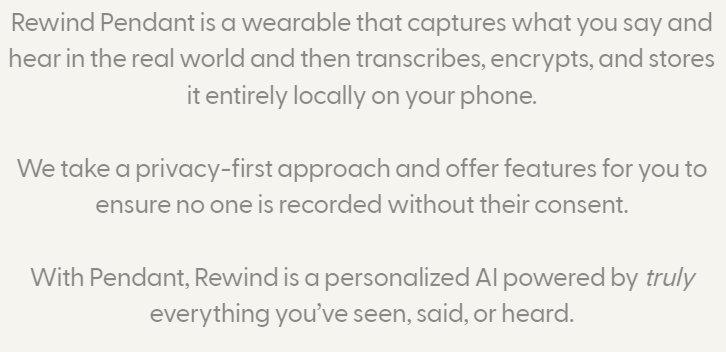 Rewind Pendant is a wearable that captures what you say and
hear in the real world and then transcribes, encrypts, and stores
it entirely locally on your phone.
We take a privacy-first approach and offer features for you to
ensure no one is recorded without their consent.
With Pendant, Rewind is a personalized AI powered by truly
everything you’ve seen, said, or heard.